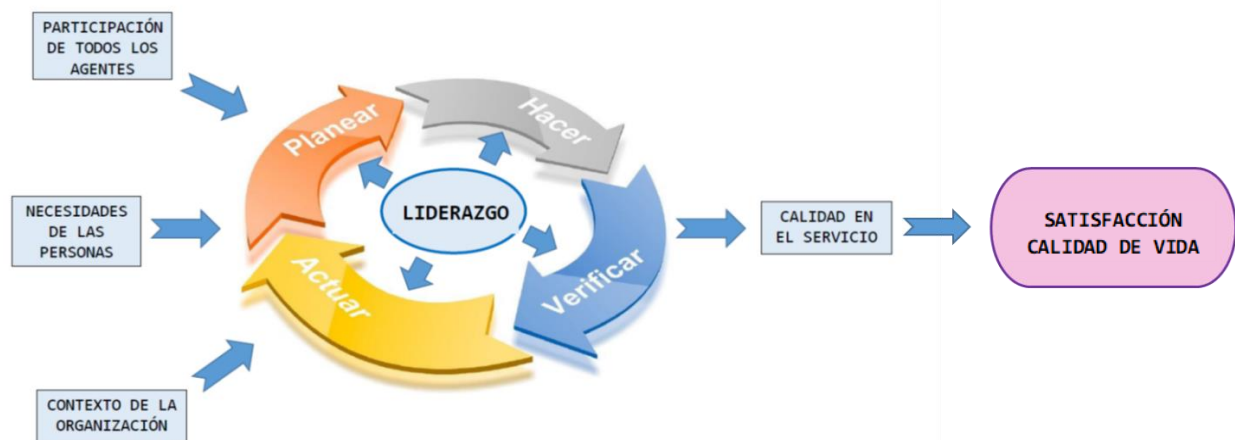 PARTICIPACIÓN
DE TODOS LOS
AGENTES
Planear
Hacer
LIDERAZGO
NECESIDADES
DE LAS
PERSONAS
Actuar
Verificar
CALIDAD EN
EL SERVICIO
SATISFACCIÓN
CALIDAD DE VIDA
CONTEXTO DE LA
ORGANIZACIÓN